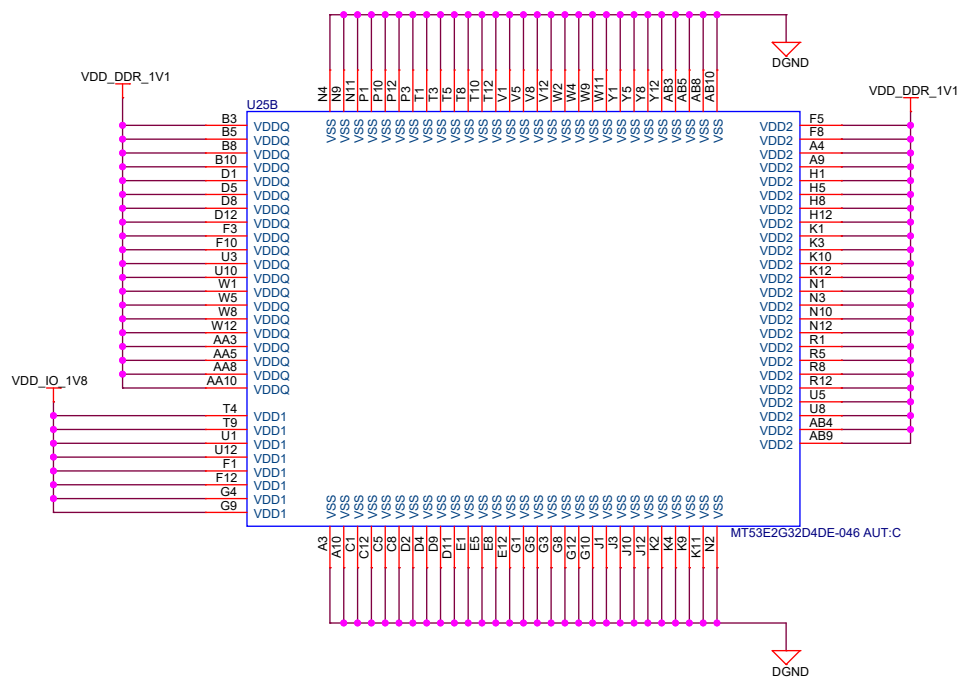 DGND
N4 N9 N11 P1 P10 P12 P3 T1 T3 T5 T8 T10 T12 V1 V5 V8 V12 W2 W4 W9 W11 Y1 Y5 Y8 Y12 AB3 AB5 AB8 AB10
VDD_DDR_1V1
VDD_DDR_1V1
U25B
VSS VSS VSS VSS VSS VSS VSS VSS VSS VSS VSS VSS VSS VSS VSS VSS VSS VSS VSS VSS VSS VSS VSS VSS VSS VSS VSS VSS VSS
B3 VDDQ VDD2 F5
B5 VDDQ VDD2 F8
B8 VDDQ VDD2 A4
B10 VDDQ VDD2 A9
D1 VDDQ VDD2 H1
D5 VDDQ VDD2 H5
D8 VDDQ VDD2 H8
D12 VDDQ VDD2 H12
F3 VDDQ VDD2 K1
F10 VDDQ VDD2 K3
U3 VDDQ VDD2 K10
U10 VDDQ VDD2 K12
W1 VDDQ VDD2 N1
W5 VDDQ VDD2 N3
W8 VDDQ VDD2 N10
W12 VDDQ VDD2 N12
AA3 VDDQ VDD2 R1
AA5 VDDQ VDD2 R5
AA8 VDDQ VDD2 R8
AA10 VDDQ VDD2 R12
VDD_IO_1V8
VDD2 U5
T4 VDD1 VDD2 U8
T9 VDD1 VDD2 AB4
U1 VDD1 VDD2 AB9
U12 VDD1
F1 VDD1
F12 VDD1
G4 VDD1
G9 VDD1
VSS VSS VSS VSS VSS VSS VSS VSS VSS VSS VSS VSS VSS VSS VSS VSS VSS VSS VSS VSS VSS VSS VSS VSS VSS VSS VSS VSS VSS
MT53E2G32D4DE-046 AUT:C
A3 A10 C1 C12 C5 C8 D2 D4 D9 D11 E1 E5 E8 E12 G1 G5 G3 G8 G12 G10 J1 J3 J10 J12 K2 K4 K9 K11 N2
DGND